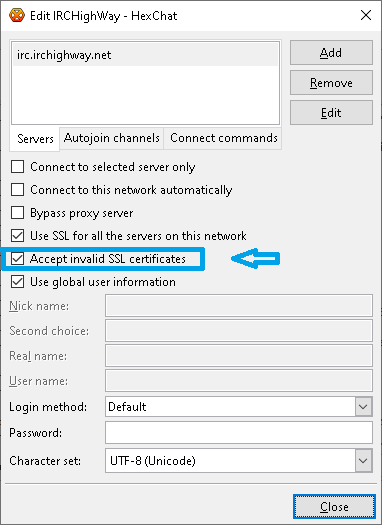 Edit IRCHighWay - HexChat
irc.irchighway.net
Add
Remove
Edit
Servers Autojoin channels Connect commands
Connect to selected server only
Connect to this network automatically
Bypass proxy server
Use SSL for all the servers on this network
Accept invalid SSL certificates
Use global user information
Nick name:
Second choice:
Real name:
User name:
Login method: Default
Password:
Character set: UTF-8 (Unicode)
Close